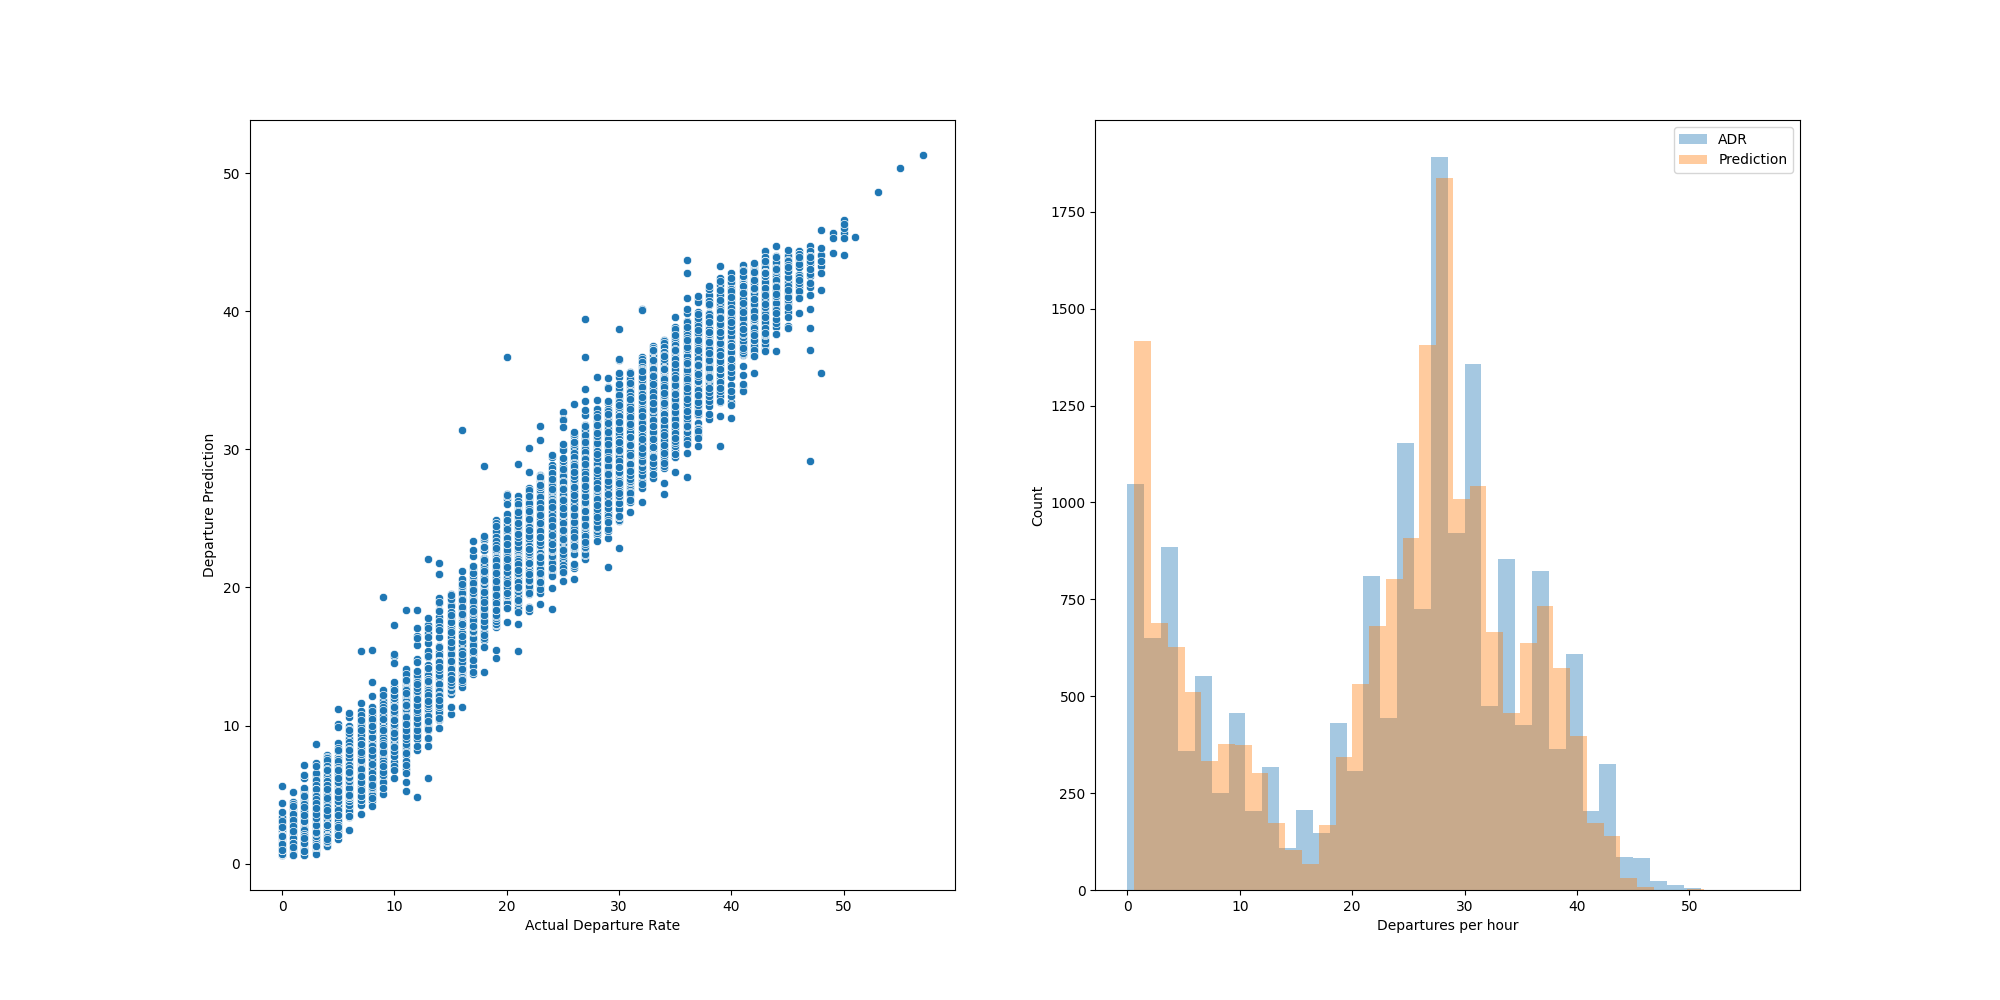 50
40
30
20
10
0
Departure Prediction
0 10 20 30 40 50
Actual Departure Rate
ADR
Prediction
1750
1500
1250
1000
750
500
250
0
Count
0 10 20 30 40 50
Departures per hour